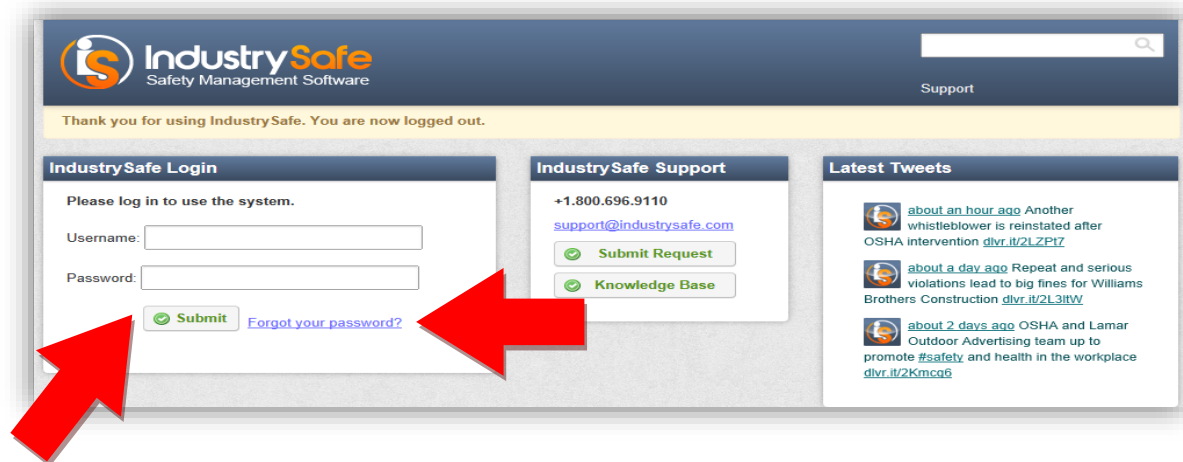 IndustrySafe
Safety Management Software
Support
Thank you for using IndustrySafe. You are now logged out.
IndustrySafe Login
Please log in to use the system.
Username:
Password:
Submit
Forgot your password?
IndustrySafe Support
+1.800.696.9110
support@industrysafe.com
Submit Request
Knowledge Base
Latest Tweets
about an hour ago Another
whistleblower is reinstated after
OSHA intervention dlvr.it/2LZPt7
about a day ago Repeat and serious
violations lead to big fines for Williams
Brothers Construction dlvr.it/2L3ltW
about 2 days ago OSHA and Lamar
Outdoor Advertising team up to
promote #safety and health in the workplace
dlvr.it/2Kmcq6